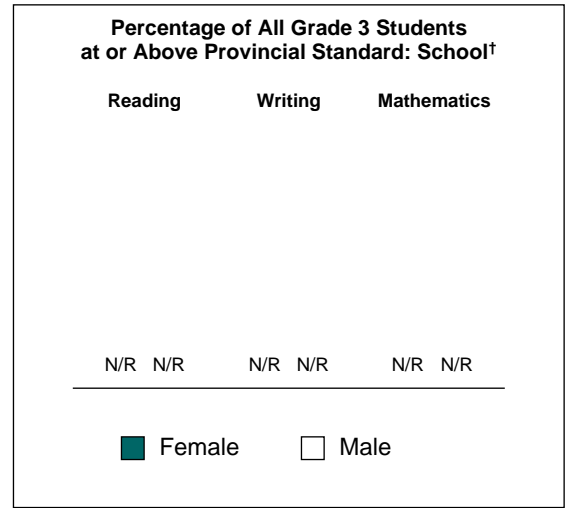 Percentage of All Grade 3 Students
at or Above Provincial Standard: School†
Reading Writing Mathematics
N/R N/R N/R N/R N/R N/R
Female Male